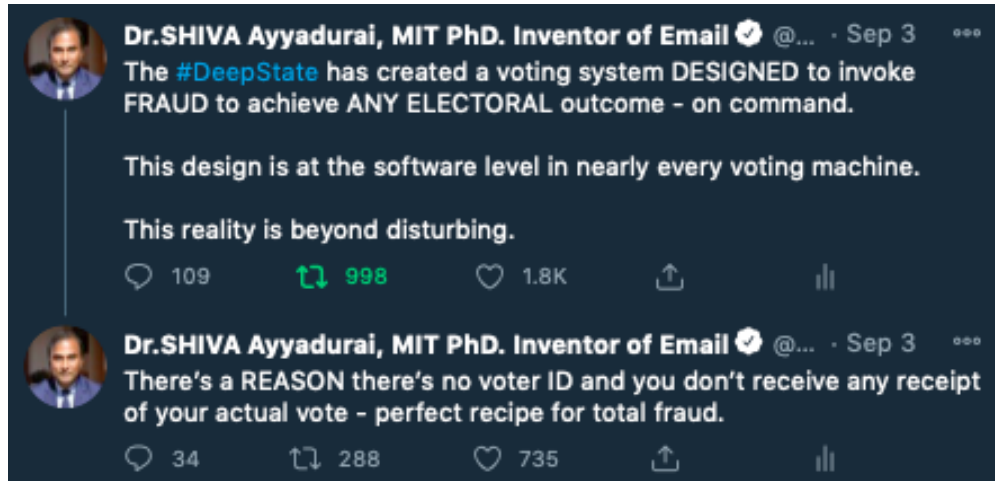 Dr.SHIVA Ayyadurai, MIT PhD. Inventor of Email @... · Sep 3
The #DeepState has created a voting system DESIGNED to invoke
FRAUD to achieve ANY ELECTORAL outcome - on command.
This design is at the software level in nearly every voting machine.
This reality is beyond disturbing.
109 998 1.8K
Dr.SHIVA Ayyadurai, MIT PhD. Inventor of Email @... · Sep 3
There's a REASON there's no voter ID and you don't receive any receipt
of your actual vote - perfect recipe for total fraud.
34 288 735